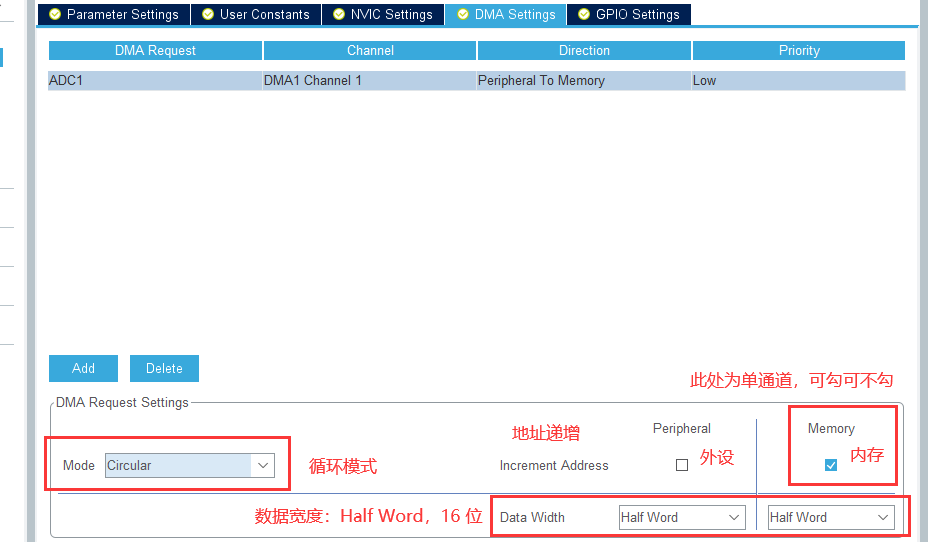 Parameter Settings User Constants NVIC Settings DMA Settings GPIO Settings
DMA Request Channel Direction Priority
ADC1 DMA1 Channel 1 Peripheral To Memory Low
Add Delete
此处为单通道，可勾可不勾
DMA Request Settings
地址递增 Peripheral Memory
Mode Circular 循环模式 Increment Address 外设 内存
数据宽度：Half Word，16 位 Data Width Half Word Half Word